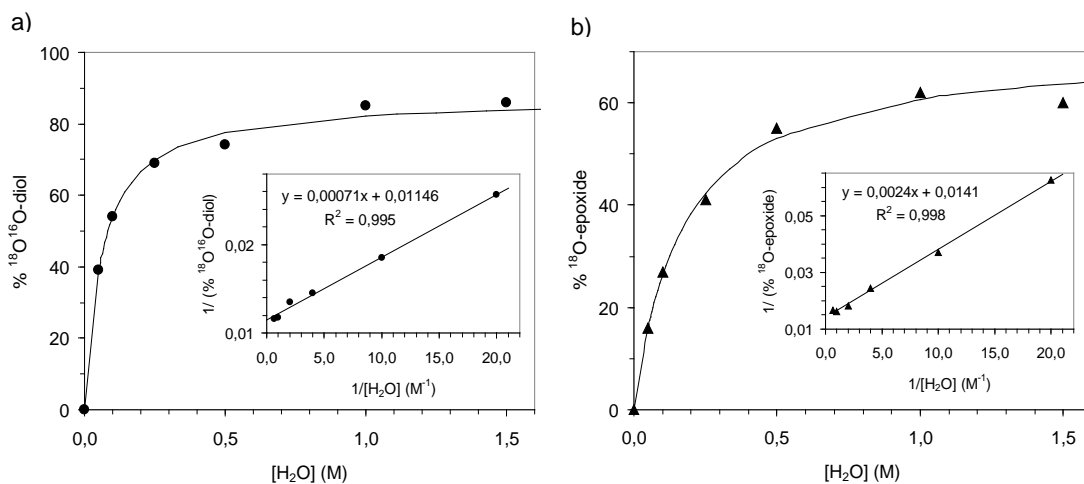 a)
100
80
60
40
20
0
% ¹⁸O¹⁶O-diol
0,0
0,5
1,0
1,5
[H₂O] (M)
y = 0,00071x + 0,01146
R² = 0,995
0,02
0,01
1/ (% ¹⁸O¹⁶O-diol)
0,0
5,0
10,0
15,0
20,0
1/[H₂O] (M⁻¹)
b)
60
40
20
0
% ¹⁸O-epoxide
0,0
0,5
1,0
1,5
[H₂O] (M)
y = 0,0024x + 0,0141
R² = 0,998
0,05
0,03
0,01
1/ (% ¹⁸O-epoxide)
0,0
5,0
10,0
15,0
20,0
1/[H₂O] (M⁻¹)